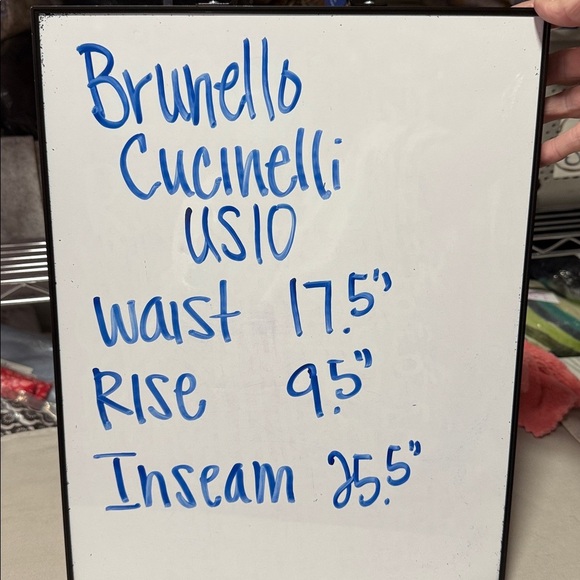 Brunello
Cucinelli
US10
Waist 17.5"
Rise 9.5"
Inseam 25.5"